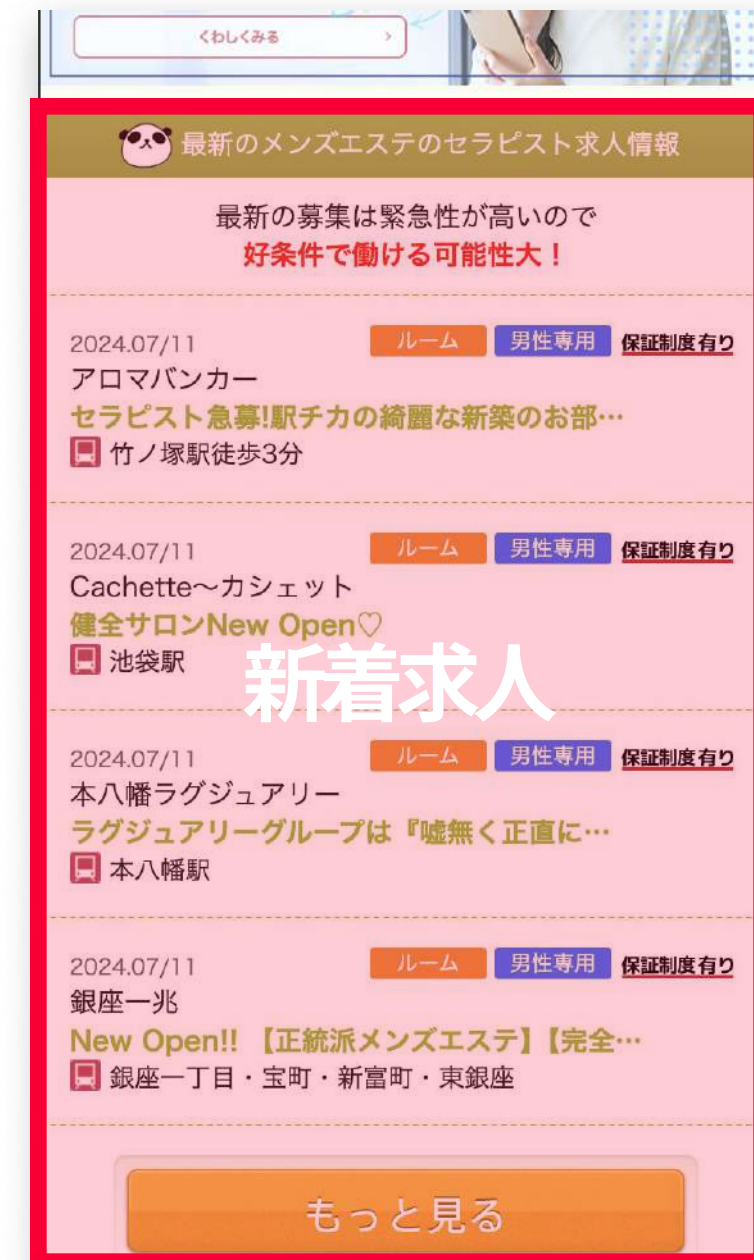 くわしくみる
最新のメンズエステのセラピスト求人情報
最新の募集は緊急性が高いので
好条件で働ける可能性大！
2024.07/11 ルーム 男性専用 保証制度有り
アロマバンカー
セラピスト急募!駅チカの綺麗な新築のお部…
竹ノ塚駅徒歩3分
2024.07/11 ルーム 男性専用 保証制度有り
Cachette〜カシェット
健全サロンNew Open♡
池袋駅
新着求人
2024.07/11 ルーム 男性専用 保証制度有り
本八幡ラグジュアリー
ラグジュアリーグループは『嘘無く正直に…
本八幡駅
2024.07/11 ルーム 男性専用 保証制度有り
銀座一兆
New Open!! 【正統派メンズエステ】【完全…
銀座一丁目・宝町・新富町・東銀座
もっと見る